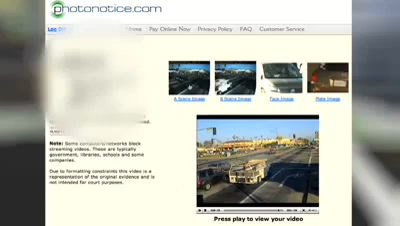 photonotice.com
Pay Online Now Privacy Policy FAQ Customer Service
A Scene Image B Scene Image Face Image Plate Image
Note: Some computers/networks block
streaming videos. These are typically
government, libraries, schools and some
companies.
Due to formatting constraints this video is a
representation of the original evidence and is
not intended for court purposes.
Press play to view your video